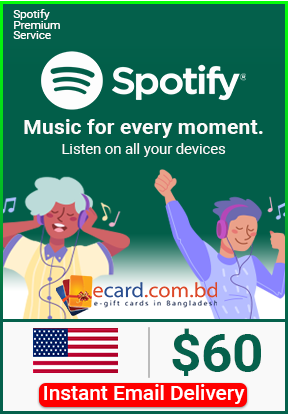 Spotify
Premium
Service
Spotify®
Music for every moment.
Listen on all your devices
ecard.com.bd
e-gift cards in Bangladesh
$60
Instant Email Delivery